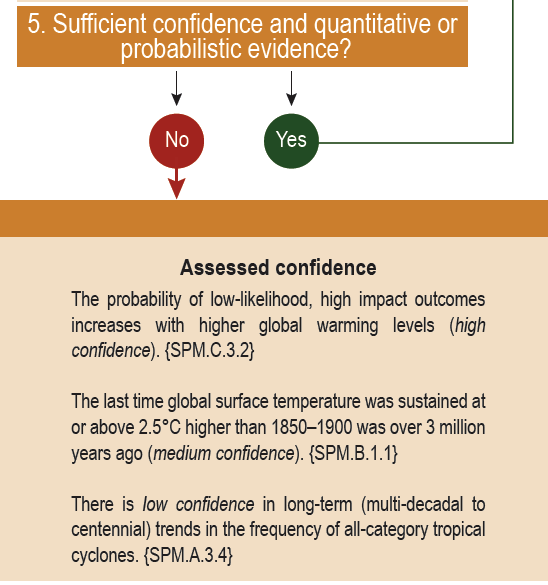 5. Sufficient confidence and quantitative or
probabilistic evidence?
No
Yes
Assessed confidence
The probability of low-likelihood, high impact outcomes
increases with higher global warming levels (high
confidence). {SPM.C.3.2}
The last time global surface temperature was sustained at
or above 2.5°C higher than 1850–1900 was over 3 million
years ago (medium confidence). {SPM.B.1.1}
There is low confidence in long-term (multi-decadal to
centennial) trends in the frequency of all-category tropical
cyclones. {SPM.A.3.4}